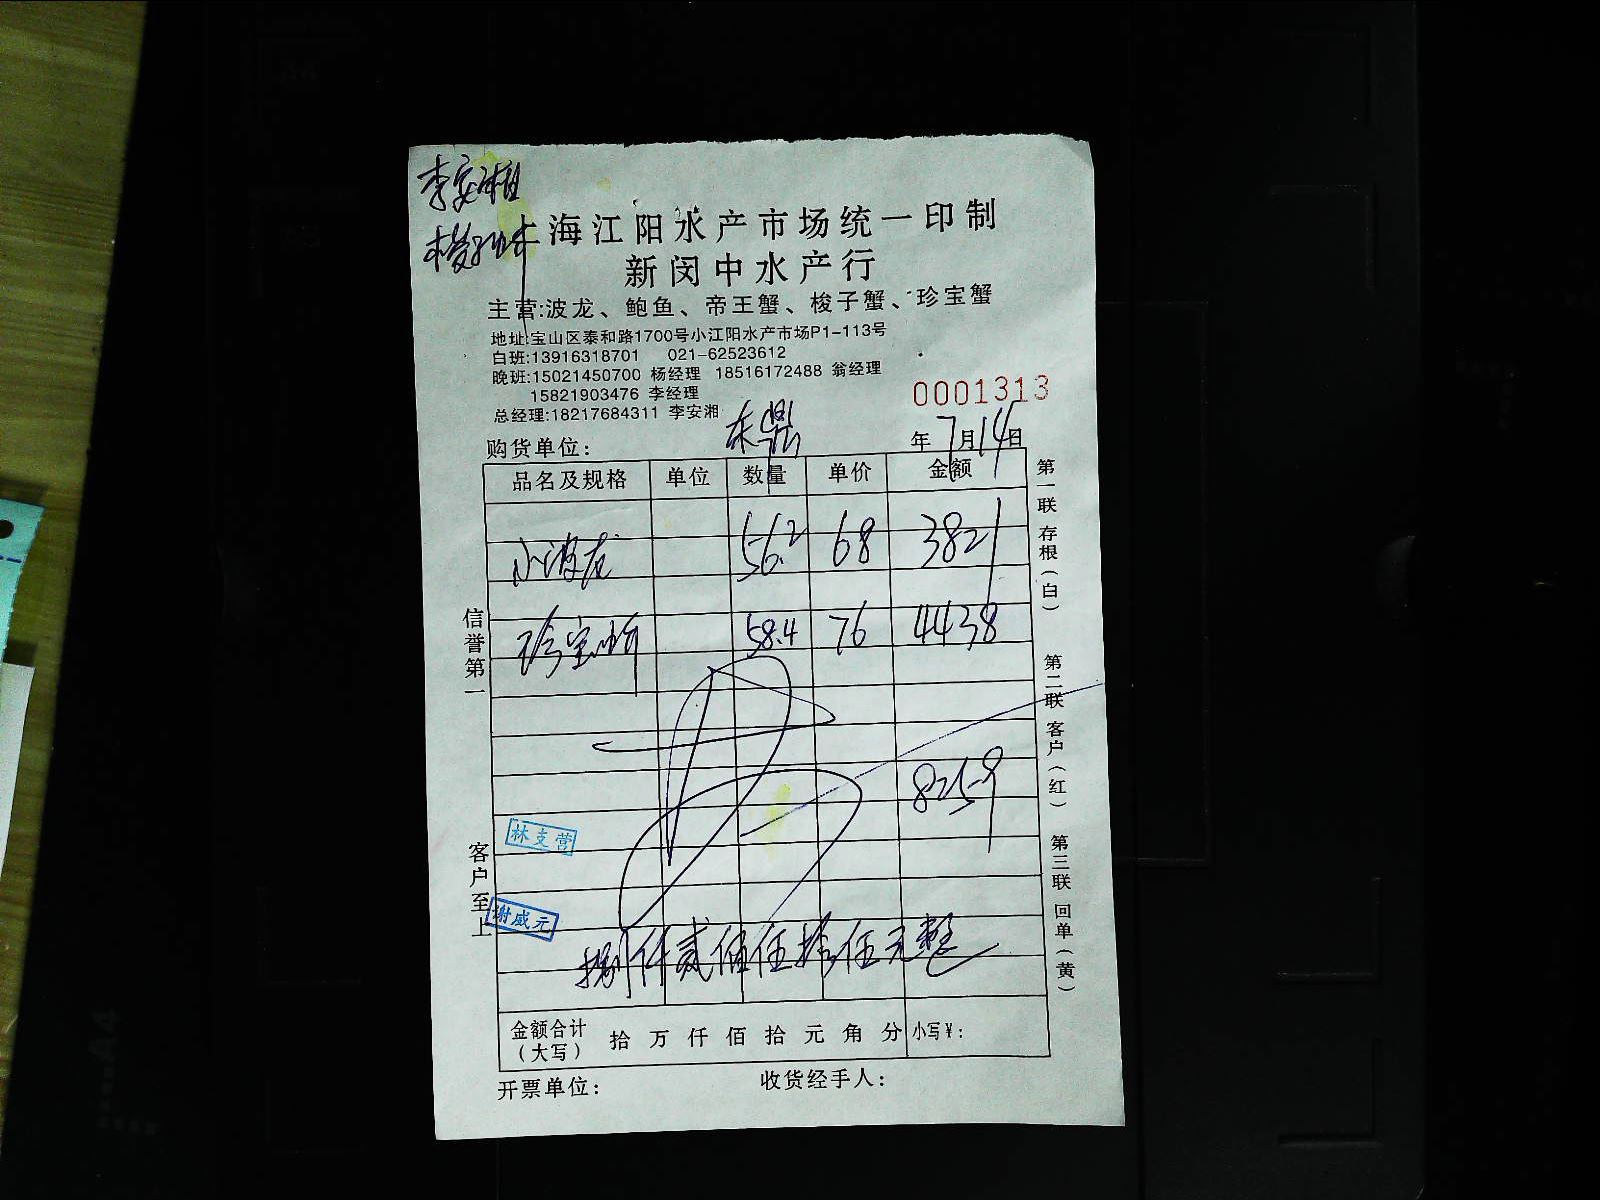 李安湘
梭子蟹
上海江阳水产市场统一印制
新闵中水产行
主营:波龙、鲍鱼、帝王蟹、梭子蟹、珍宝蟹
地址:宝山区泰和路1700号小江阳水产市场P1-113号
白班:13916318701 021-62523612
晚班:15021450700 杨经理 18516172488 翁经理
15821903476 李经理
总经理:18217684311 李安湘
0001313
购货单位: 东鼎 年 7月14日
品名及规格 单位 数量 单价 金额
小波龙 56.2 68 3821
珍宝蚧 58.4 76 4438
8259
林支营
谢威元
捌仟贰佰伍拾伍元整
金额合计(大写) 拾 万 仟 佰 拾 元 角 分 小写¥:
开票单位: 收货经手人:
信誉第一
客户至上
第一联 存根(白)
第二联 客户(红)
第三联 回单(黄)